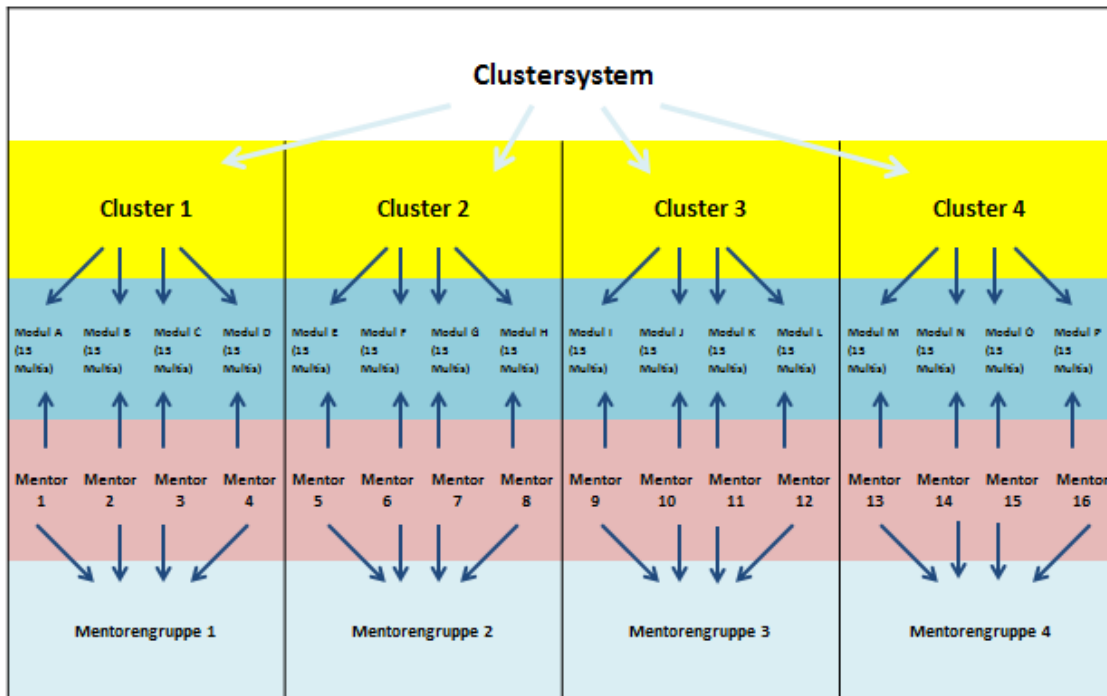 Clustersystem
Cluster 1 Cluster 2 Cluster 3 Cluster 4
Modul A Modul B Modul C Modul D Modul E Modul F Modul G Modul H Modul I Modul J Modul K Modul L Modul M Modul N Modul O Modul P
(15 (15 (15 (15 (15 (15 (15 (15 (15 (15 (15 (15 (15 (15 (15 (15
Multis) Multis) Multis) Multis) Multis) Multis) Multis) Multis) Multis) Multis) Multis) Multis) Multis) Multis) Multis) Multis)
Mentor Mentor Mentor Mentor Mentor Mentor Mentor Mentor Mentor Mentor Mentor Mentor Mentor Mentor Mentor Mentor
1 2 3 4 5 6 7 8 9 10 11 12 13 14 15 16
Mentorengruppe 1 Mentorengruppe 2 Mentorengruppe 3 Mentorengruppe 4